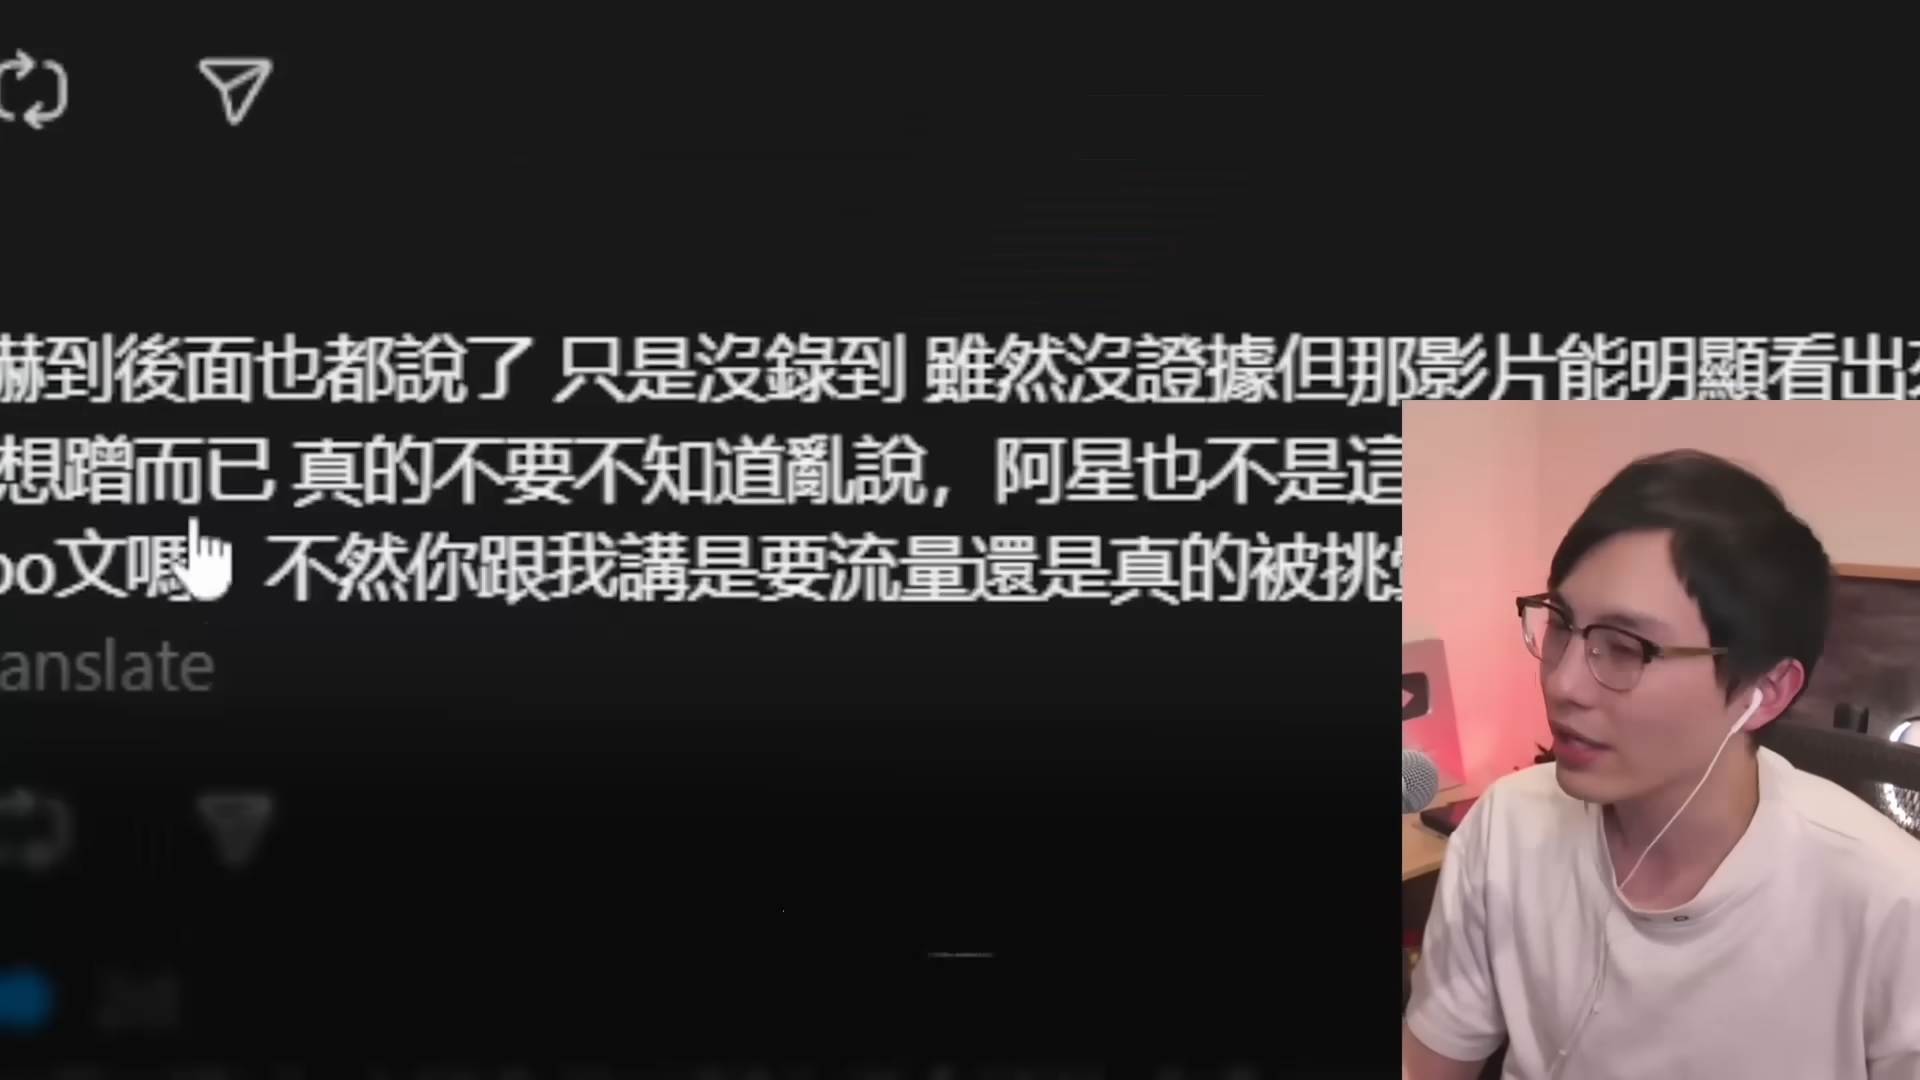 嚇到後面也都說了 只是沒錄到 雖然沒證據但那影片能明顯看出
想蹭而已 真的不要不知道亂說，阿星也不是這
po文嗎 不然你跟我講是要流量還是真的被挑
anslate